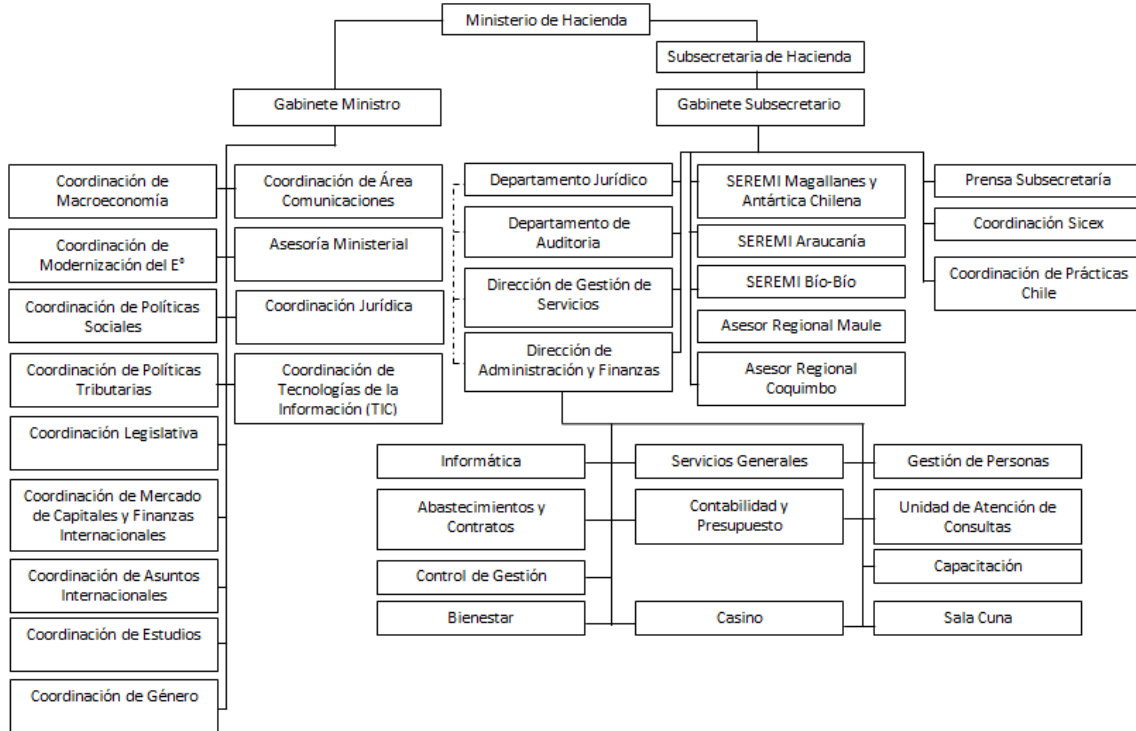 Ministerio de Hacienda
Subsecretaria de Hacienda
Gabinete Ministro
Gabinete Subsecretario
Coordinación de
Macroeconomía
Coordinación de Área
Comunicaciones
Coordinación de
Modernización del E°
Asesoría Ministerial
Coordinación de Políticas
Sociales
Coordinación Jurídica
Coordinación de Políticas
Tributarias
Coordinación de
Tecnologías de la
Información (TIC)
Coordinación Legislativa
Coordinación de Mercado
de Capitales y Finanzas
Internacionales
Coordinación de Asuntos
Internacionales
Coordinación de Estudios
Coordinación de Género
Departamento Jurídico
Departamento de
Auditoria
Dirección de Gestión de
Servicios
Dirección de
Administración y Finanzas
SEREMI Magallanes y
Antártica Chilena
SEREMI Araucanía
SEREMI Bío-Bío
Asesor Regional Maule
Asesor Regional
Coquimbo
Prensa Subsecretaría
Coordinación Sicex
Coordinación de Prácticas
Chile
Informática
Servicios Generales
Gestión de Personas
Abastecimientos y
Contratos
Contabilidad y
Presupuesto
Unidad de Atención de
Consultas
Control de Gestión
Capacitación
Bienestar
Casino
Sala Cuna